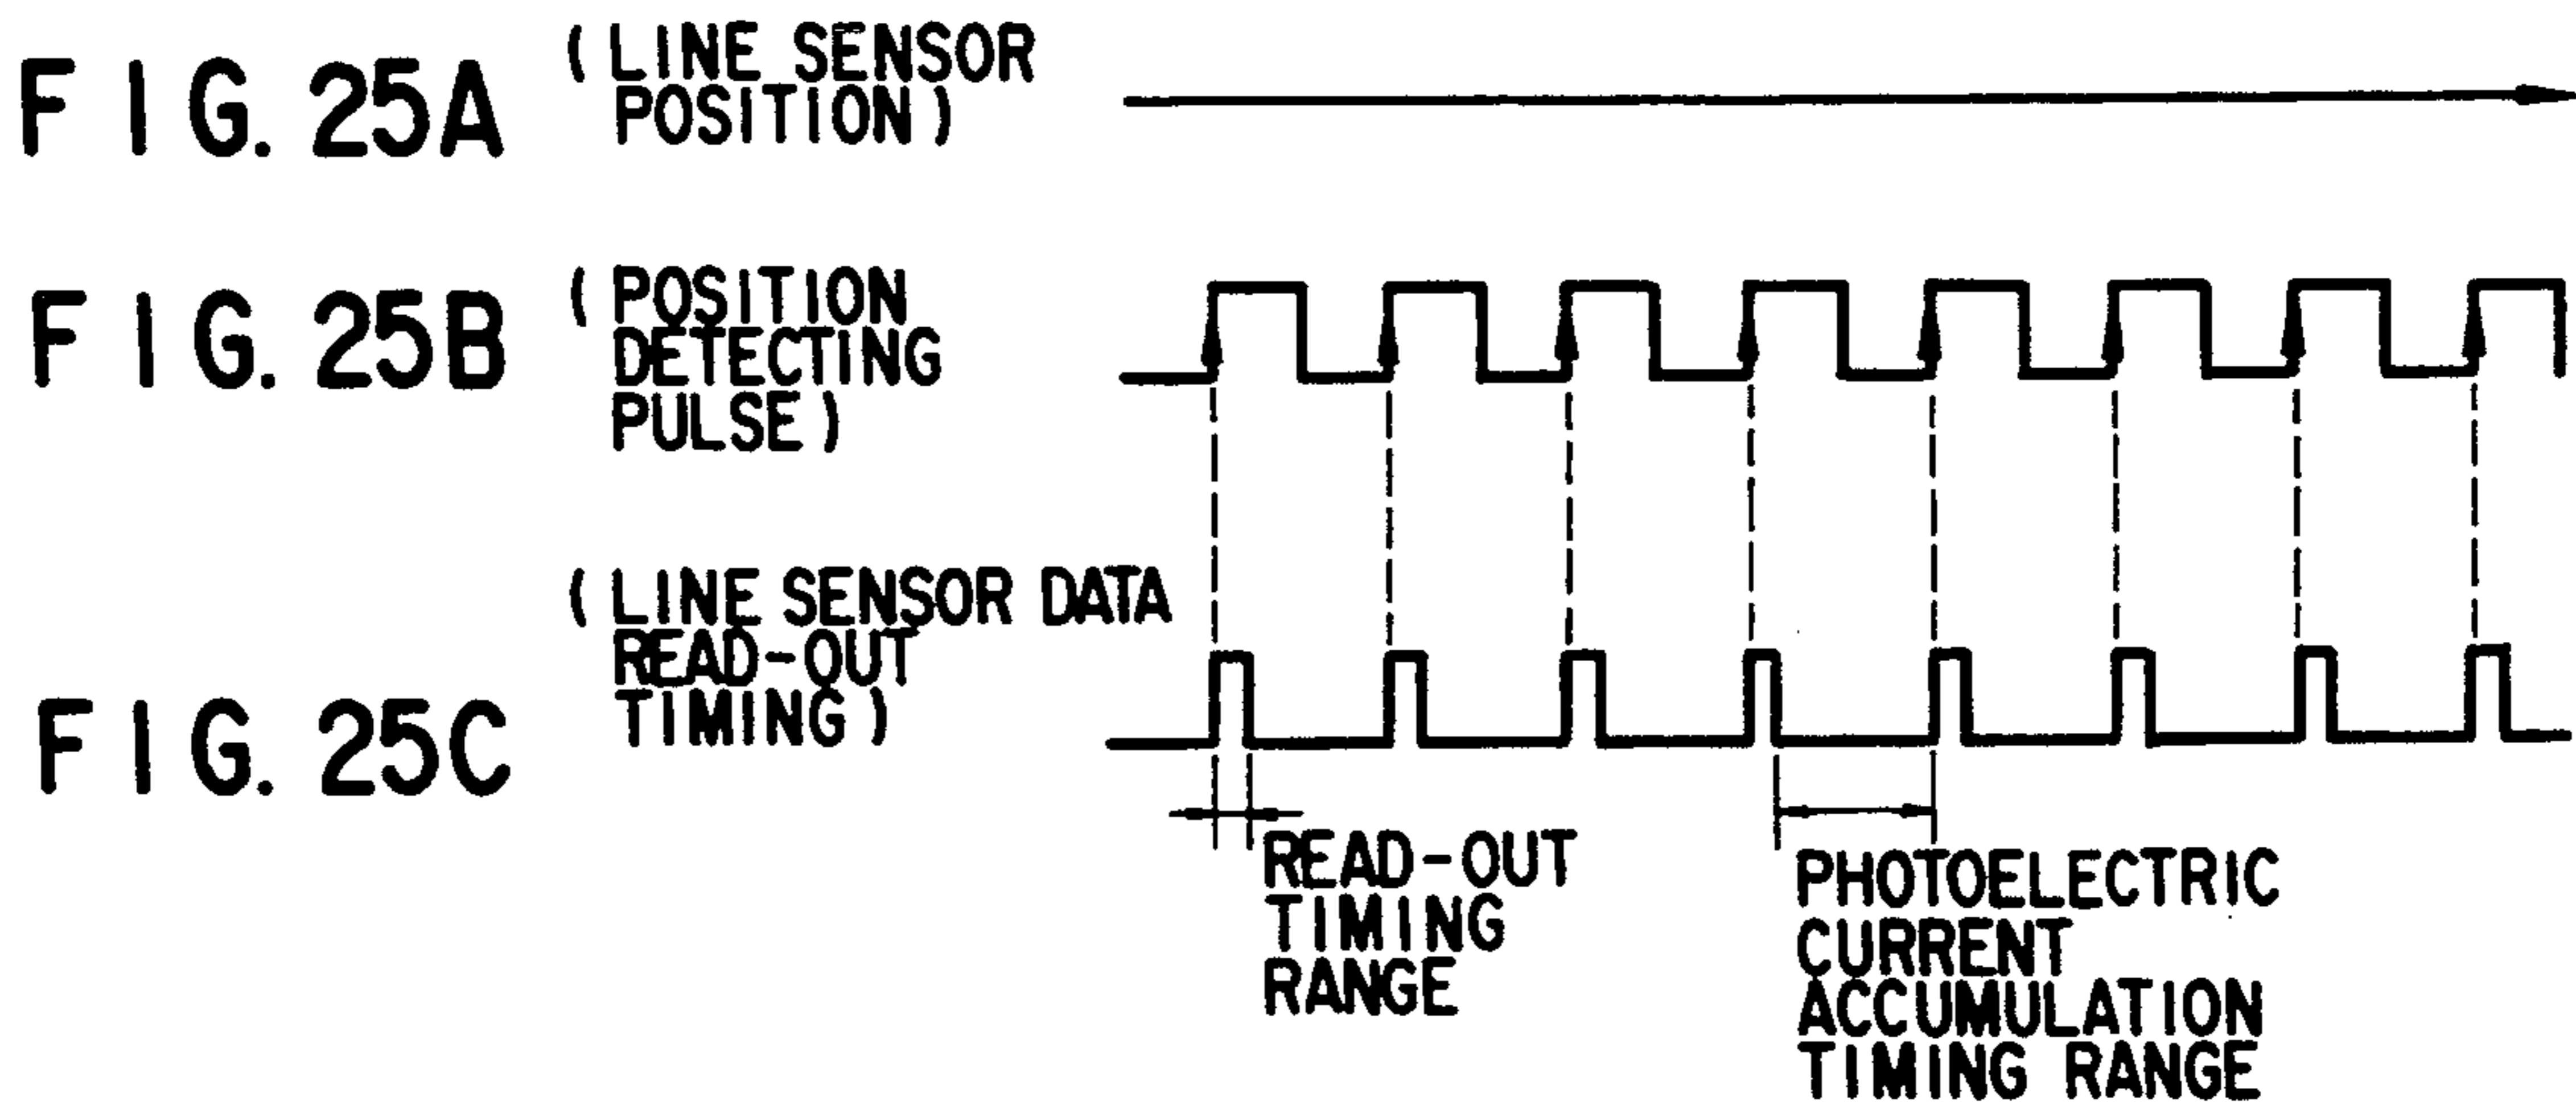 FIG. 25A
(LINE SENSOR
POSITION)
FIG. 25B
(POSITION
DETECTING
PULSE)
FIG. 25C
(LINE SENSOR DATA
READ-OUT
TIMING)
READ-OUT
TIMING
RANGE
PHOTOELECTRIC
CURRENT
ACCUMULATION
TIMING RANGE